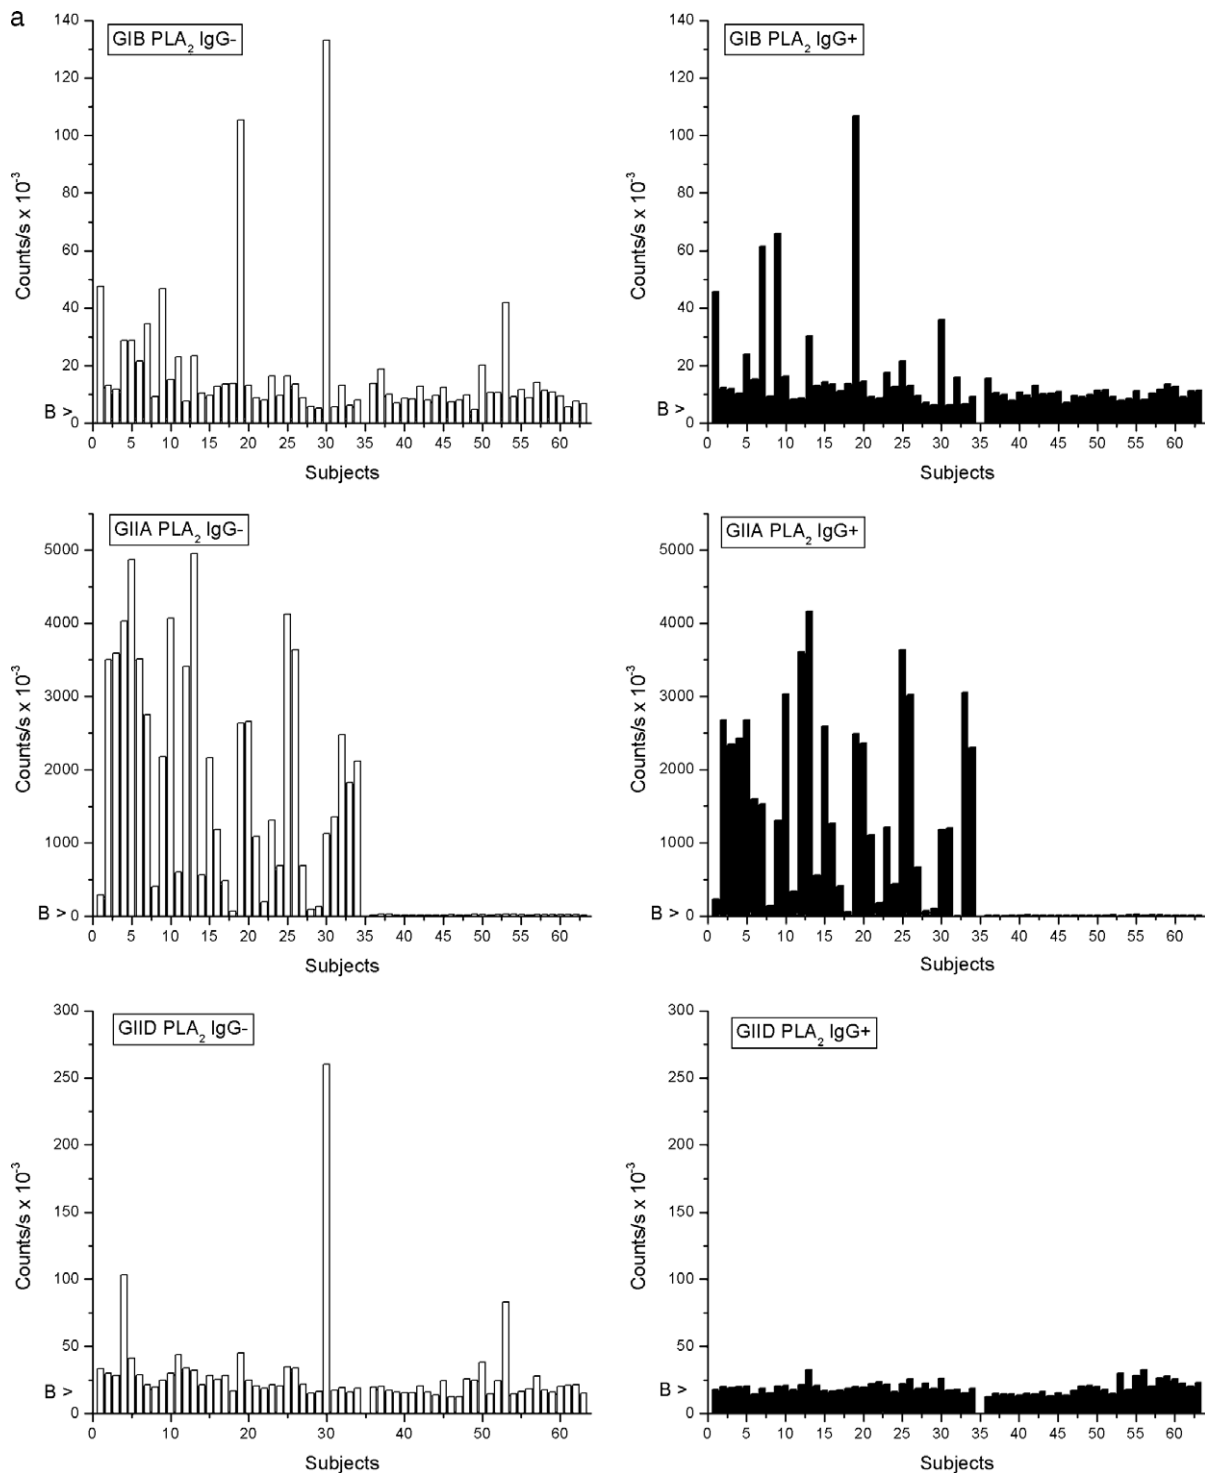 a
GIB PLA2 IgG-
140
120
100
80
60
40
20
0
B >
Counts/s x 10-3
0 5 10 15 20 25 30 35 40 45 50 55 60
Subjects
GIB PLA2 IgG+
140
120
100
80
60
40
20
0
B >
Counts/s x 10-3
0 5 10 15 20 25 30 35 40 45 50 55 60
Subjects
GIIA PLA2 IgG-
5000
4000
3000
2000
1000
0
B >
Counts/s x 10-3
0 5 10 15 20 25 30 35 40 45 50 55 60
Subjects
GIIA PLA2 IgG+
5000
4000
3000
2000
1000
0
B >
Counts/s x 10-3
0 5 10 15 20 25 30 35 40 45 50 55 60
Subjects
GIID PLA2 IgG-
300
250
200
150
100
50
0
B >
Counts/s x 10-3
0 5 10 15 20 25 30 35 40 45 50 55 60
Subjects
GIID PLA2 IgG+
300
250
200
150
100
50
0
B >
Counts/s x 10-3
0 5 10 15 20 25 30 35 40 45 50 55 60
Subjects